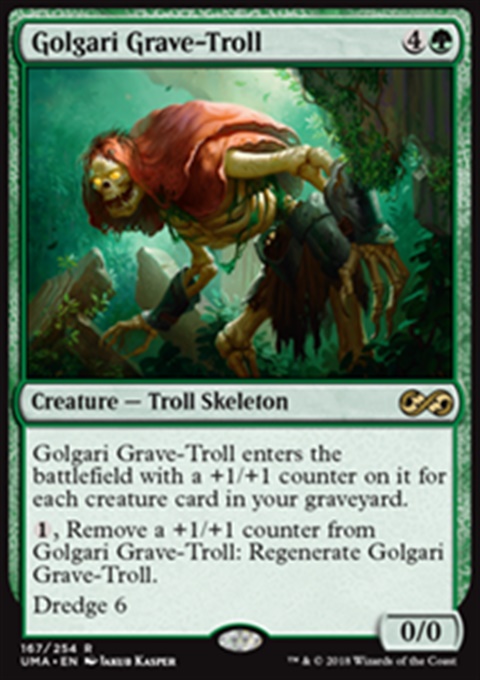 Golgari Grave-Troll 4
Creature — Troll Skeleton
Golgari Grave-Troll enters the
battlefield with a +1/+1 counter on it for
each creature card in your graveyard.
1, Remove a +1/+1 counter from
Golgari Grave-Troll: Regenerate Golgari
Grave-Troll.
Dredge 6
0/0
167/254 R
UMA • EN Jakub Kasper
™ & © 2018 Wizards of the Coast